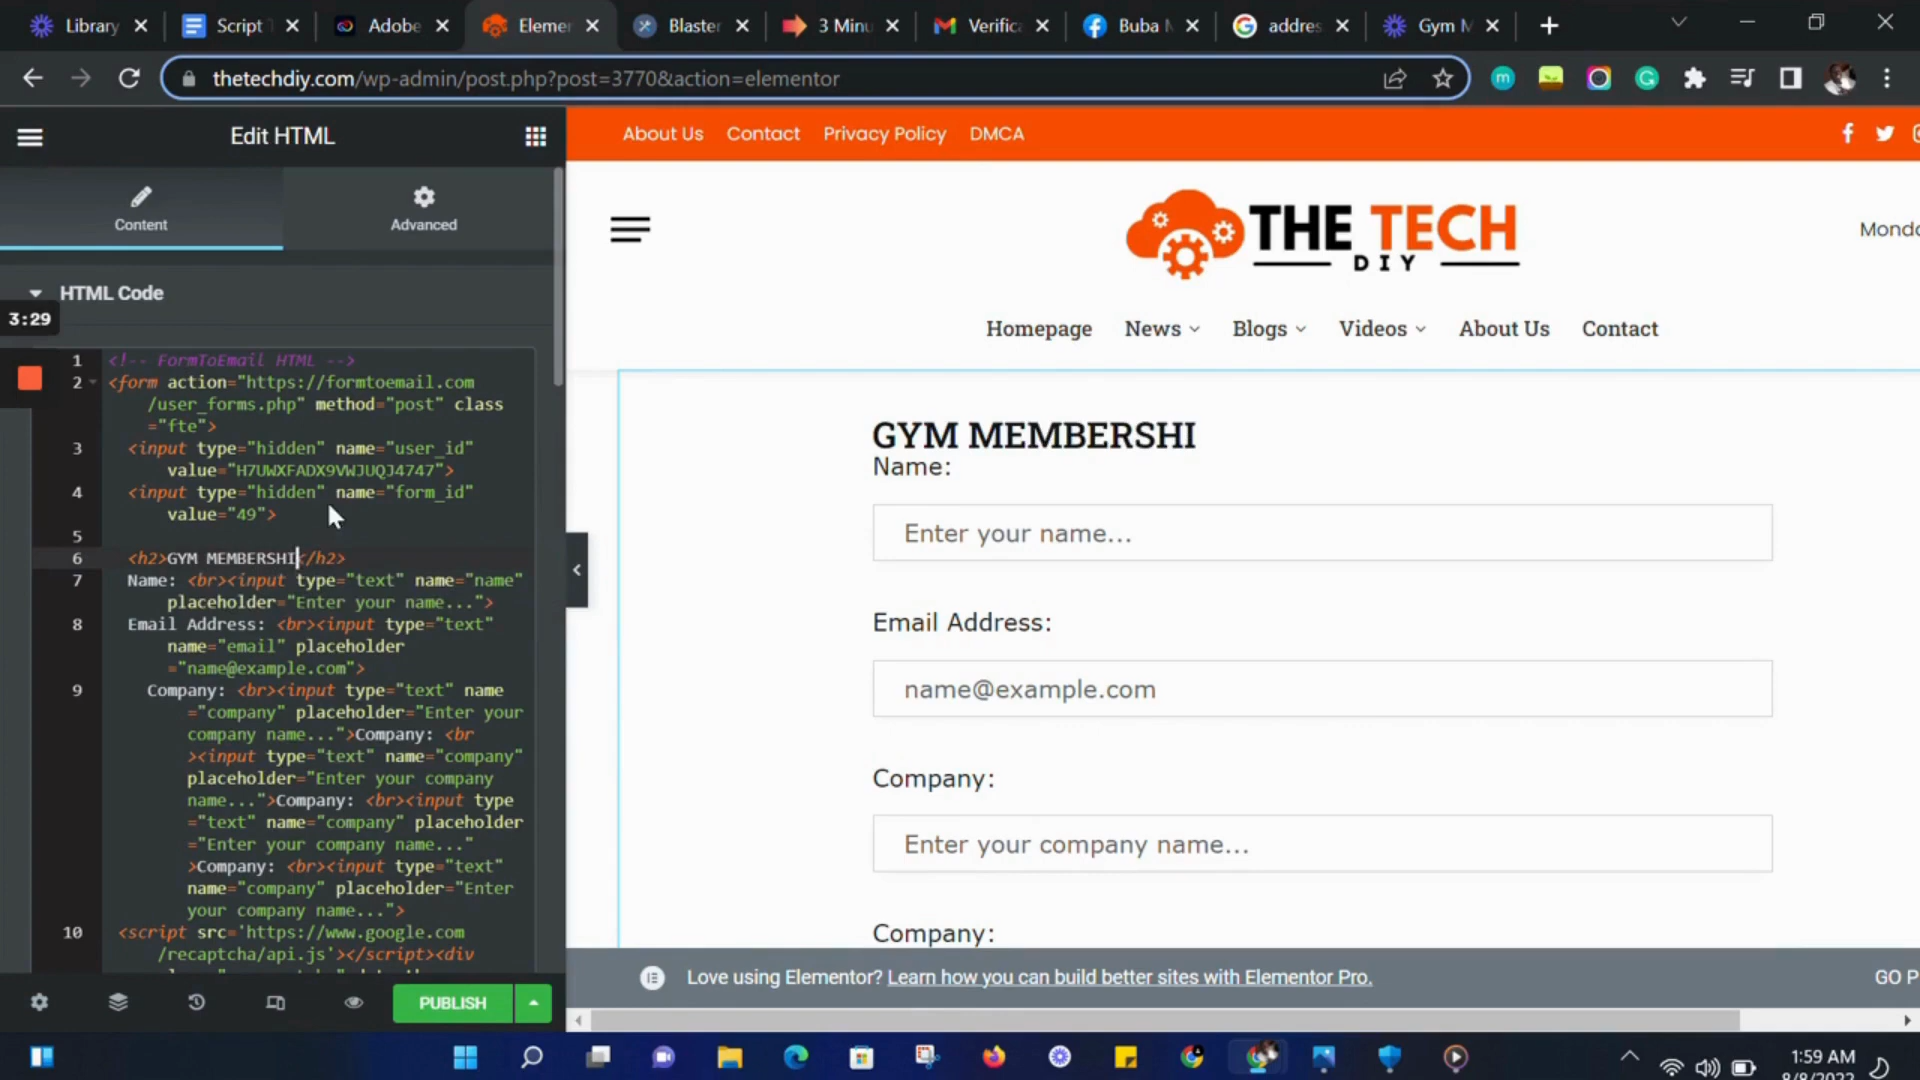 Library
Script T
Adobe
Elemen
Blaster
3 Minu
Verifica
Buba M
addres
Gym M
thetechdiy.com/wp-admin/post.php?post=3770&action=elementor
Edit HTML
Content
Advanced
HTML Code
3:29
1 <!-- FormToEmail HTML -->
2 <form action="https://formtoemail.com
/user_forms.php" method="post" class
="fte">
3 <input type="hidden" name="user_id"
value="H7UWXFADX9VWJUQJ4747">
4 <input type="hidden" name="form_id"
value="49">
5
6 <h2>GYM MEMBERSHI</h2>
7 Name: <br><input type="text" name="name"
placeholder="Enter your name...">
8 Email Address: <br><input type="text"
name="email" placeholder
="name@example.com">
9 Company: <br><input type="text" name
="company" placeholder="Enter your
company name...">Company: <br
><input type="text" name="company"
placeholder="Enter your company
name...">Company: <br><input type
="text" name="company" placeholder
="Enter your company name..."
>Company: <br><input type="text"
name="company" placeholder="Enter
your company name...">
10 <script src='https://www.google.com
/recaptcha/api.js'></script><div
PUBLISH
About Us Contact Privacy Policy DMCA
THE TECH
DIY
Monda
Homepage News Blogs Videos About Us Contact
GYM MEMBERSHI
Name:
Enter your name...
Email Address:
name@example.com
Company:
Enter your company name...
Company:
Love using Elementor? Learn how you can build better sites with Elementor Pro.
GO P
1:59 AM
8/8/2022